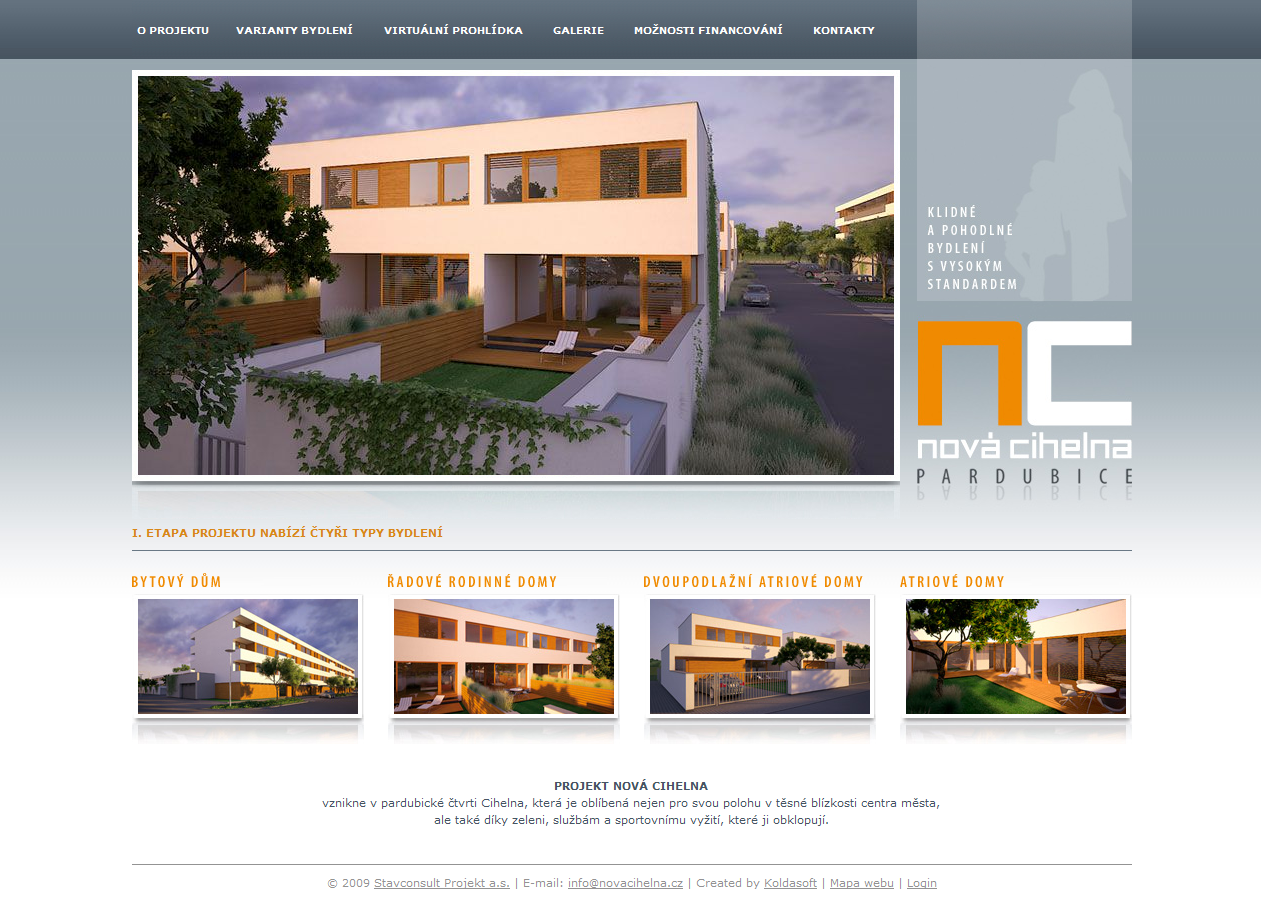 O PROJEKTU VARIANTY BYDLENÍ VIRTUÁLNÍ PROHLÍDKA GALERIE MOŽNOSTI FINANCOVÁNÍ KONTAKTY
KLIDNÉ
A POHODLNÉ
BYDLENÍ
S VYSOKÝM
STANDARDEM
nc
nová cihelna
PARDUBICE
I. ETAPA PROJEKTU NABÍZÍ ČTYŘI TYPY BYDLENÍ
BYTOVÝ DŮM ŘADOVÉ RODINNÉ DOMY DVOUPODLAŽNÍ ATRIOVÉ DOMY ATRIOVÉ DOMY
PROJEKT NOVÁ CIHELNA
vznikne v pardubické čtvrti Cihelna, která je oblíbená nejen pro svou polohu v těsné blízkosti centra města,
ale také díky zeleni, službám a sportovnímu vyžití, které ji obklopují.
© 2009 Stavconsult Projekt a.s. | E-mail: info@novacihelna.cz | Created by Koldasoft | Mapa webu | Login